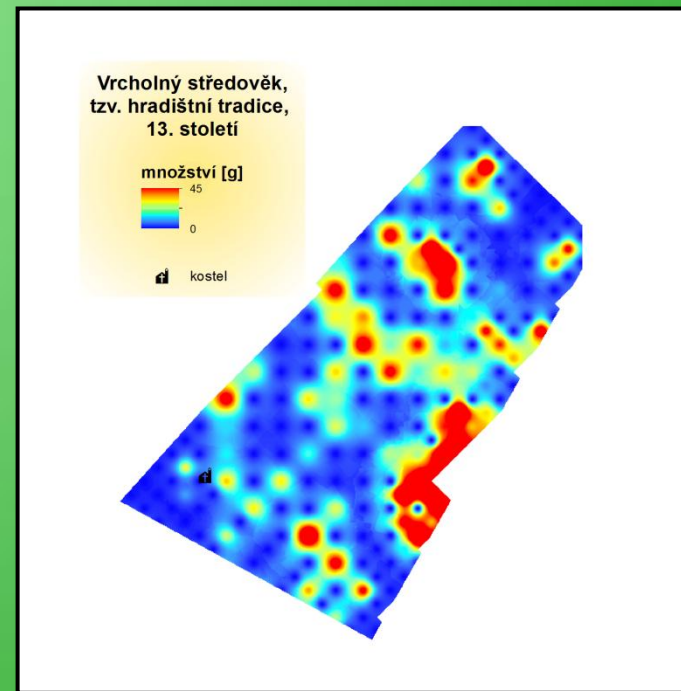 Vrcholný středověk,
tzv. hradištní tradice,
13. století
množství [g]
45
0
kostel